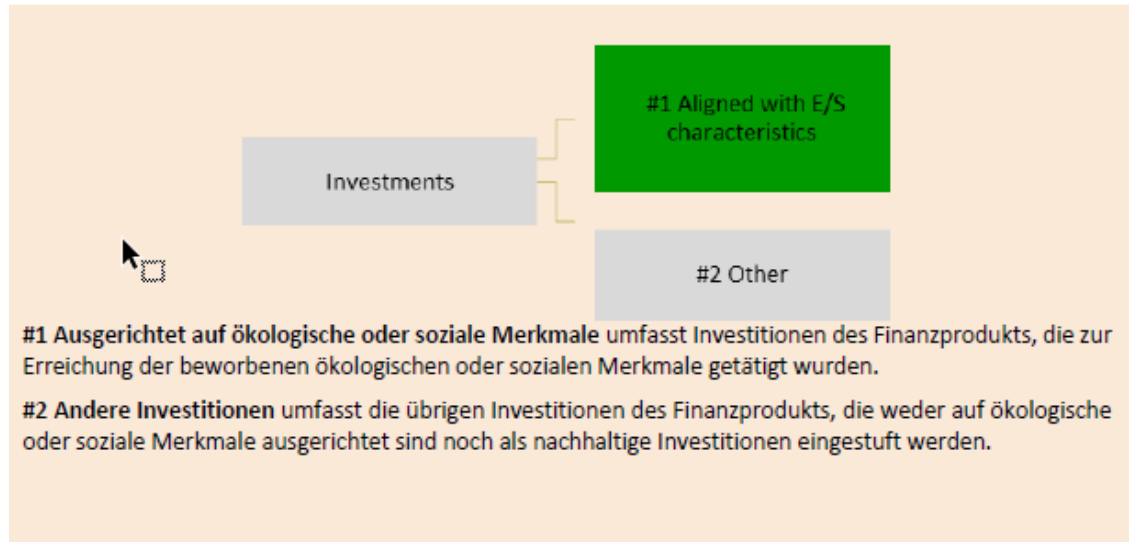 #1 Aligned with E/S
characteristics
Investments
#2 Other
#1 Ausgerichtet auf ökologische oder soziale Merkmale umfasst Investitionen des Finanzprodukts, die zur
Erreichung der beworbenen ökologischen oder sozialen Merkmale getätigt wurden.
#2 Andere Investitionen umfasst die übrigen Investitionen des Finanzprodukts, die weder auf ökologische
oder soziale Merkmale ausgerichtet sind noch als nachhaltige Investitionen eingestuft werden.